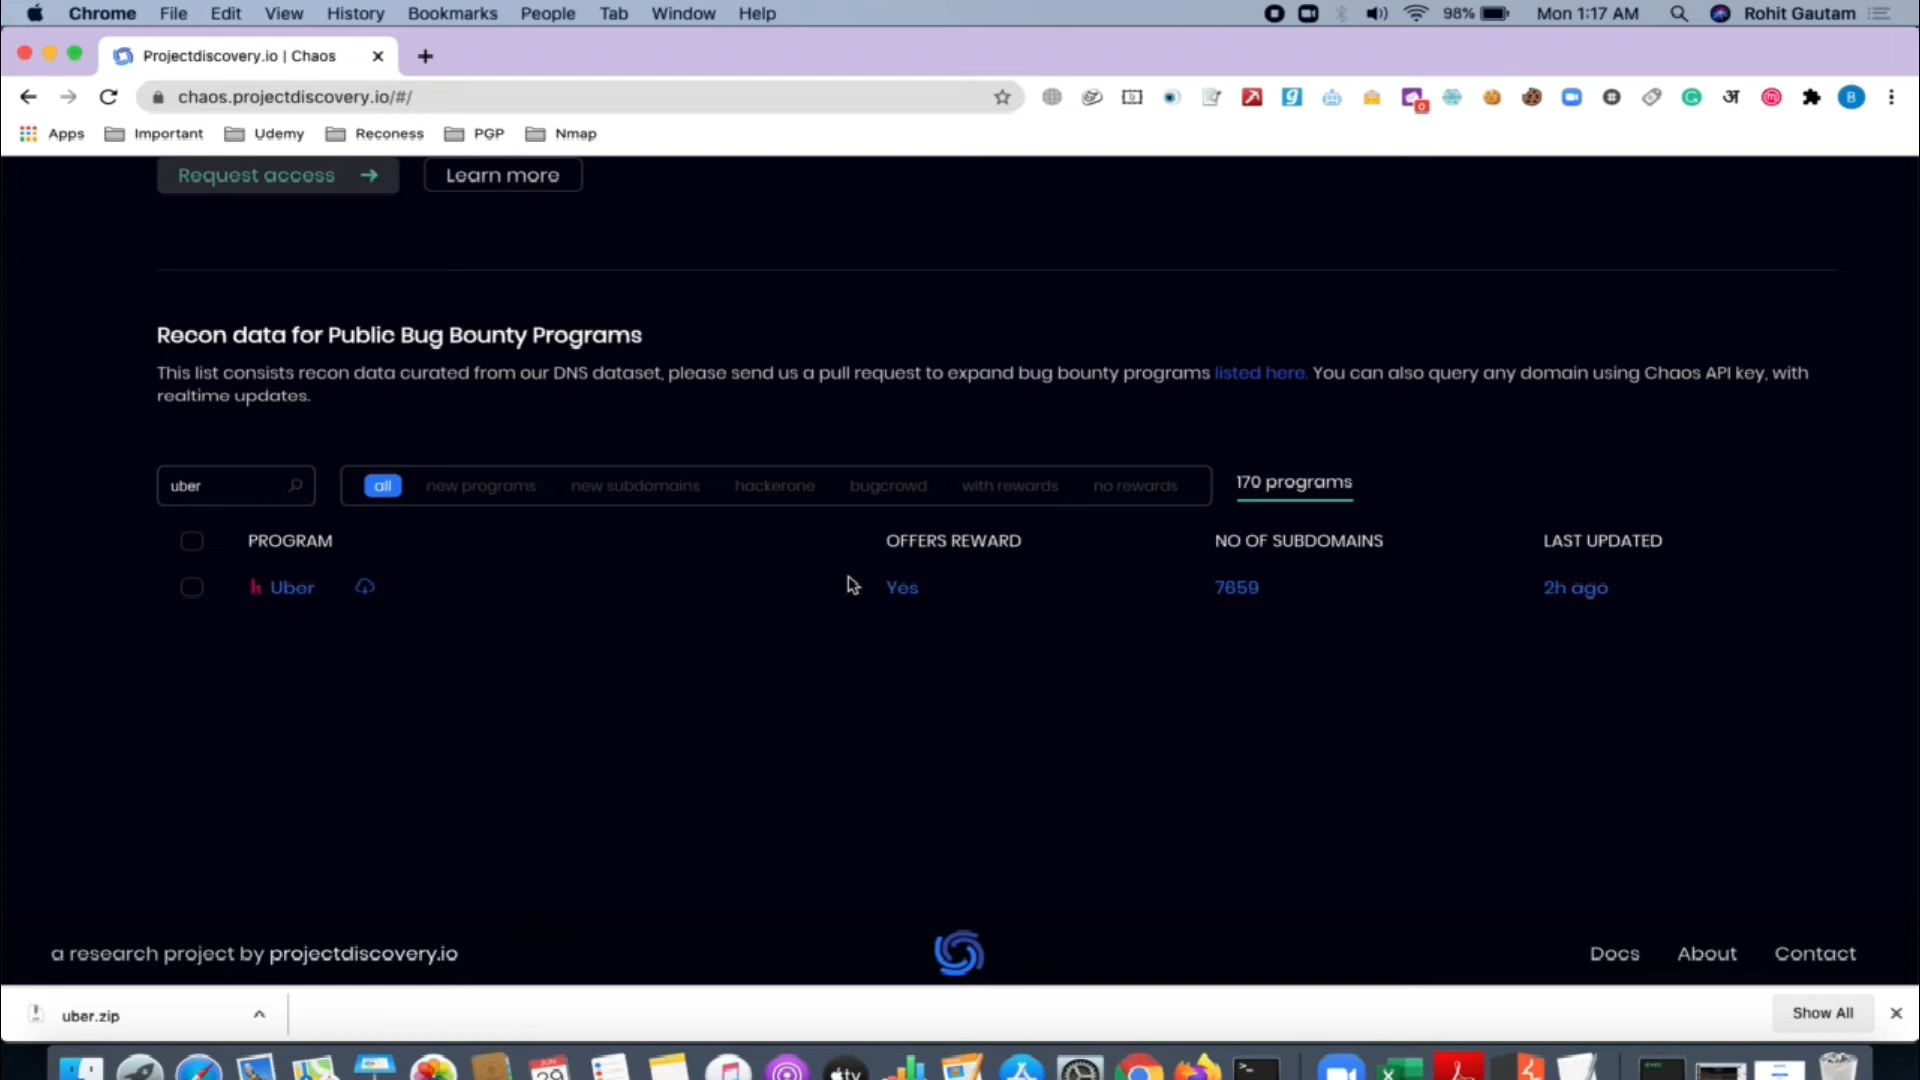 Chrome File Edit View History Bookmarks People Tab Window Help 98% Mon 1:17 AM Rohit Gautam
Projectdiscovery.io | Chaos
chaos.projectdiscovery.io/#/
Apps Important Udemy Reconess PGP Nmap
Request access → Learn more
Recon data for Public Bug Bounty Programs
This list consists recon data curated from our DNS dataset, please send us a pull request to expand bug bounty programs listed here. You can also query any domain using Chaos API key, with
realtime updates.
uber all new programs new subdomains hackerone bugcrowd with rewards no rewards 170 programs
PROGRAM OFFERS REWARD NO OF SUBDOMAINS LAST UPDATED
Uber Yes 7659 2h ago
a research project by projectdiscovery.io Docs About Contact
uber.zip Show All
JUN
29
tv